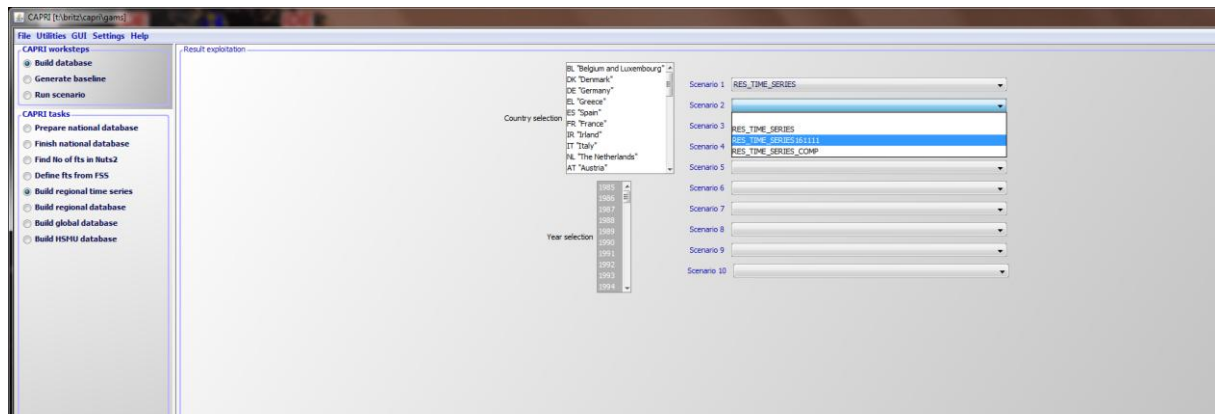 CAPRI [t:\britz\capri\gams]
File Utilities GUI Settings Help
CAPRI worksteps
Build database
Generate baseline
Run scenario
CAPRI tasks
Prepare national database
Finish national database
Find No of fts in Nuts2
Define fts from FSS
Build regional time series
Build regional database
Build global database
Build HSMU database
Result exploitation
Country selection
BL "Belgium and Luxembourg"
DK "Denmark"
DE "Germany"
EL "Greece"
ES "Spain"
FR "France"
IR "Irland"
IT "Italy"
NL "The Netherlands"
AT "Austria"
Year selection
1985
1986
1987
1988
1989
1990
1991
1992
1993
1994
Scenario 1 RES_TIME_SERIES
Scenario 2
RES_TIME_SERIES
RES_TIME_SERIES161111
RES_TIME_SERIES_COMP
Scenario 3
Scenario 4
Scenario 5
Scenario 6
Scenario 7
Scenario 8
Scenario 9
Scenario 10